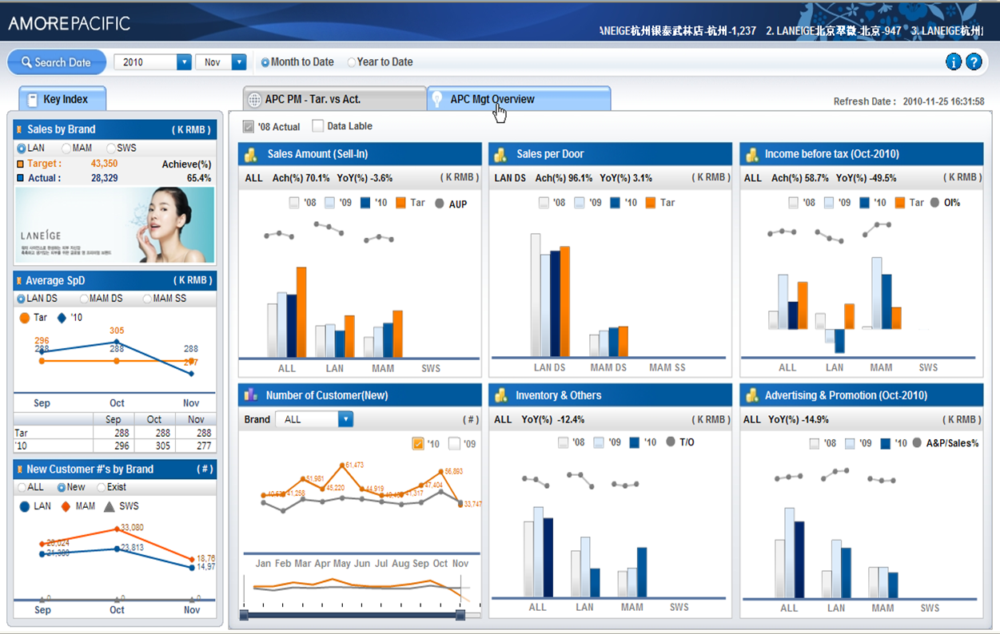 AMOREPACIFIC
ANEIGE杭州银泰武林店-杭州-1,237 2. LANEIGE北京翠微-北京-947 3. LANEIGE杭州
Search Date 2010 Nov Month to Date Year to Date
Key Index
APC PM - Tar. vs Act. APC Mgt Overview
Refresh Date : 2010-11-25 16:31:58
'08 Actual Data Lable
Sales by Brand ( K RMB )
LAN MAM SWS
Target : 43,350 Achieve(%)
Actual : 28,329 65.4%
LANEIGE
Average SpD ( K RMB )
LAN DS MAM DS MAM SS
Tar '10
305
296
288 288 288
277
Sep Oct Nov
Sep Oct Nov
Tar 288 288 288
'10 296 305 277
New Customer #'s by Brand ( # )
ALL New Exist
LAN MAM SWS
33,080
23,813
18,76
14,97
0 0 0
Sep Oct Nov
Sales Amount (Sell-In)
ALL Ach(%) 70.1% YoY(%) -3.6% ( K RMB )
'08 '09 '10 Tar AUP
ALL LAN MAM SWS
Sales per Door
LAN DS Ach(%) 96.1% YoY(%) 3.1% ( K RMB )
'08 '09 '10 Tar
LAN DS MAM DS MAM SS
Income before tax (Oct-2010)
ALL Ach(%) 58.7% YoY(%) -49.5% ( K RMB )
'08 '09 '10 Tar OI%
ALL LAN MAM SWS
Number of Customer(New)
Brand ALL ( # )
'10 '09
61,473
56,893
51,981
47,404
45,220
44,919
41,258
41,317
33,747
Jan Feb Mar Apr May Jun Jul Aug Sep Oct Nov
Inventory & Others
ALL YoY(%) -12.4% ( K RMB )
'08 '09 '10 T/O
ALL LAN MAM SWS
Advertising & Promotion (Oct-2010)
ALL YoY(%) -14.9% ( K RMB )
'08 '09 '10 A&P/Sales%
ALL LAN MAM SWS